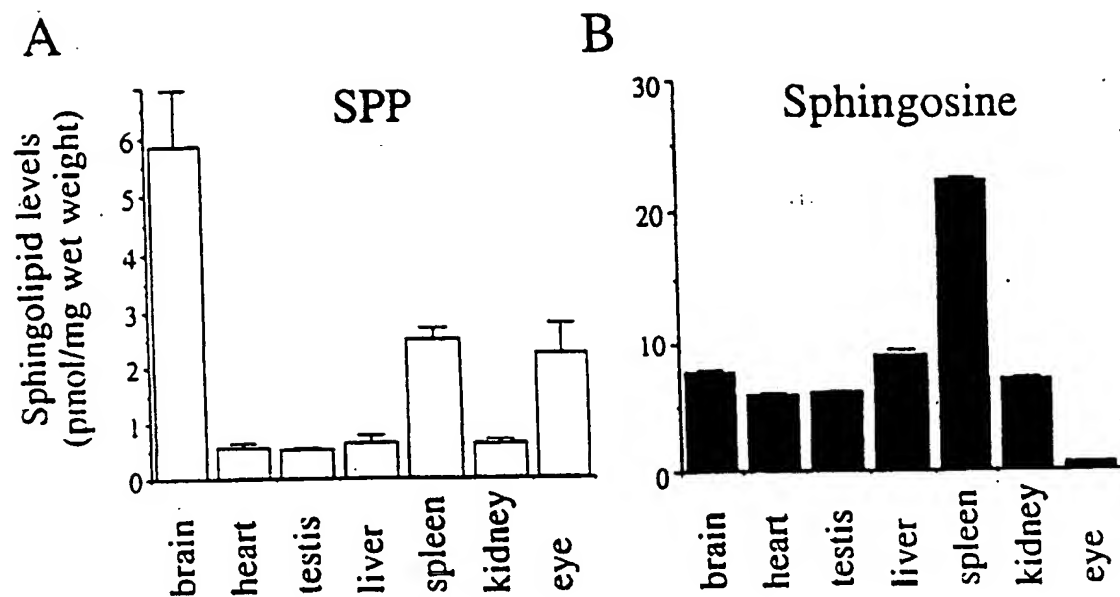 A
SPP
Sphingolipid levels
(pmol/mg wet weight)
6
5
4
3
2
1
0
brain
heart
testis
liver
spleen
kidney
eye
B
Sphingosine
30
20
10
0
brain
heart
testis
liver
spleen
kidney
eye